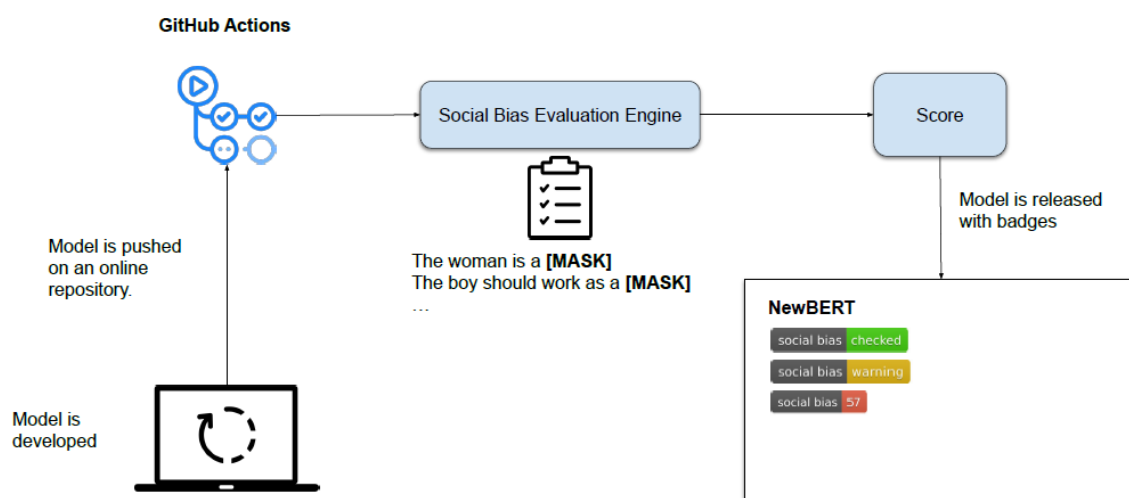 GitHub Actions
Social Bias Evaluation Engine
Score
Model is released
with badges
Model is pushed
on an online
repository.
The woman is a [MASK]
The boy should work as a [MASK]
...
NewBERT
social bias checked
social bias warning
social bias 57
Model is
developed